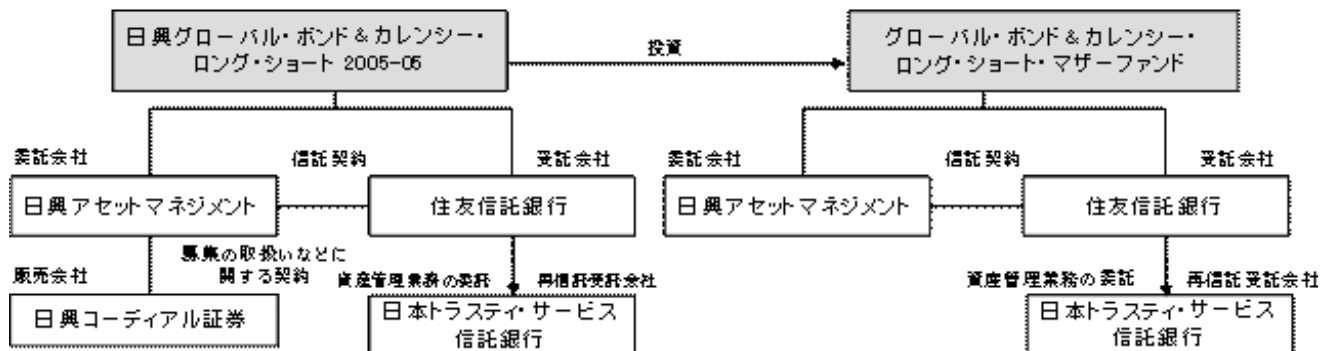 日興グローバル・ボンド＆カレンシー・
ロング・ショート 2005-05
投資
グローバル・ボンド＆カレンシー・
ロング・ショート・マザーファンド
委託会社
信託契約
受託会社
委託会社
信託契約
受託会社
日興アセットマネジメント
住友信託銀行
日興アセットマネジメント
住友信託銀行
募集の取扱いなどに
関する契約
販売会社
資産管理業務の委託
再信託受託会社
資産管理業務の委託
再信託受託会社
日興コーディアル証券
日本トラスティ・サービス
信託銀行
日本トラスティ・サービス
信託銀行